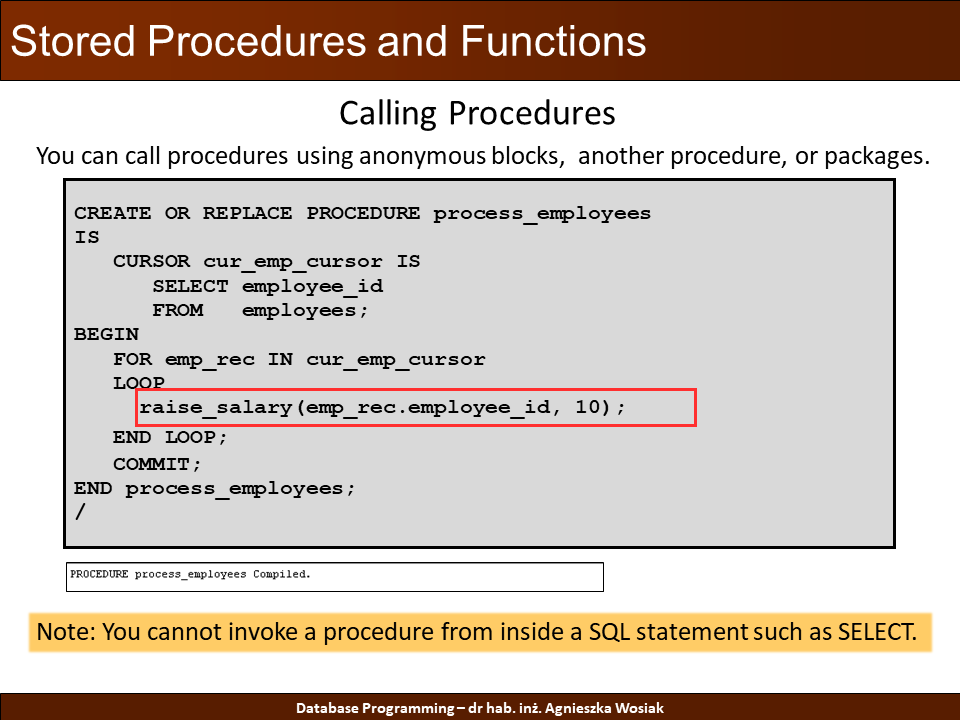 Stored Procedures and Functions
Calling Procedures
You can call procedures using anonymous blocks,  another procedure, or packages.
CREATE OR REPLACE PROCEDURE process_employees
IS
   CURSOR cur_emp_cursor IS
      SELECT employee_id
      FROM   employees;
BEGIN
   FOR emp_rec IN cur_emp_cursor
   LOOP
     raise_salary(emp_rec.employee_id, 10);
   END LOOP;
   COMMIT;
END process_employees;
/
PROCEDURE process_employees Compiled.
Note: You cannot invoke a procedure from inside a SQL statement such as SELECT.
Database Programming – dr hab. inż. Agnieszka Wosiak